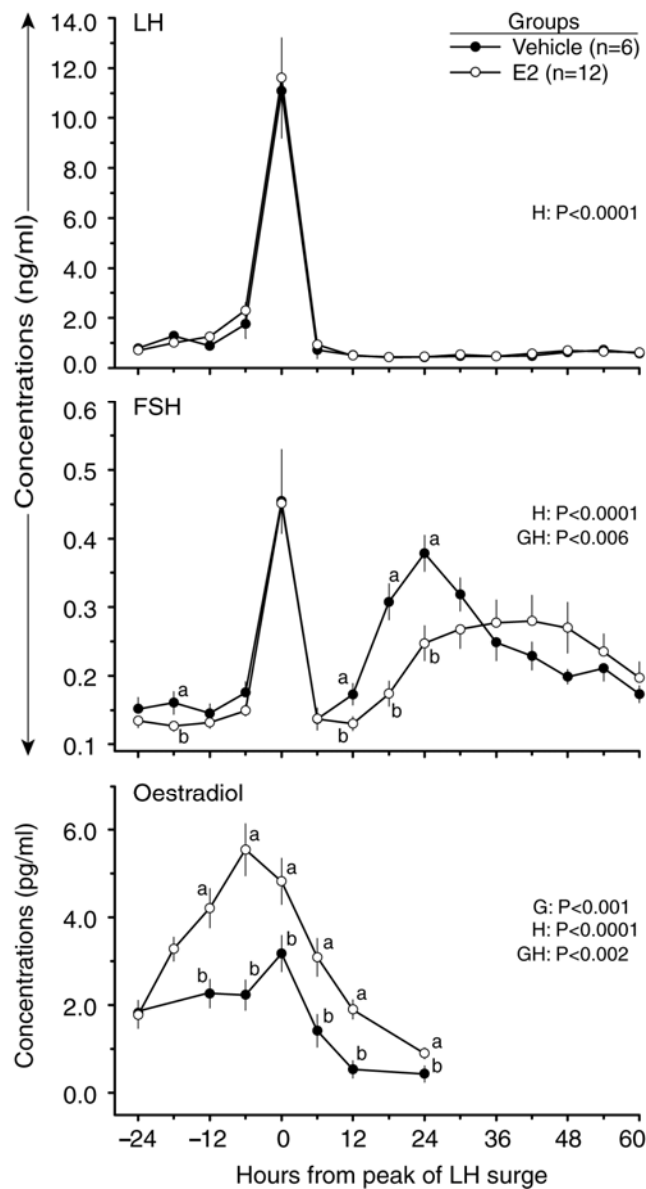 LH
Groups
Vehicle (n=6)
E2 (n=12)
14.0
12.0
10.0
8.0
6.0
4.0
2.0
0.0
H: P<0.0001
Concentrations (ng/ml)
FSH
0.6
0.5
0.4
0.3
0.2
0.1
H: P<0.0001
GH: P<0.006
a
a
a
a
b
b
b
b
Oestradiol
Concentrations (pg/ml)
6.0
4.0
2.0
0.0
G: P<0.001
H: P<0.0001
GH: P<0.002
a
a
a
a
a
a
b
b
b
b
b
b
−24
−12
0
12
24
36
48
60
Hours from peak of LH surge